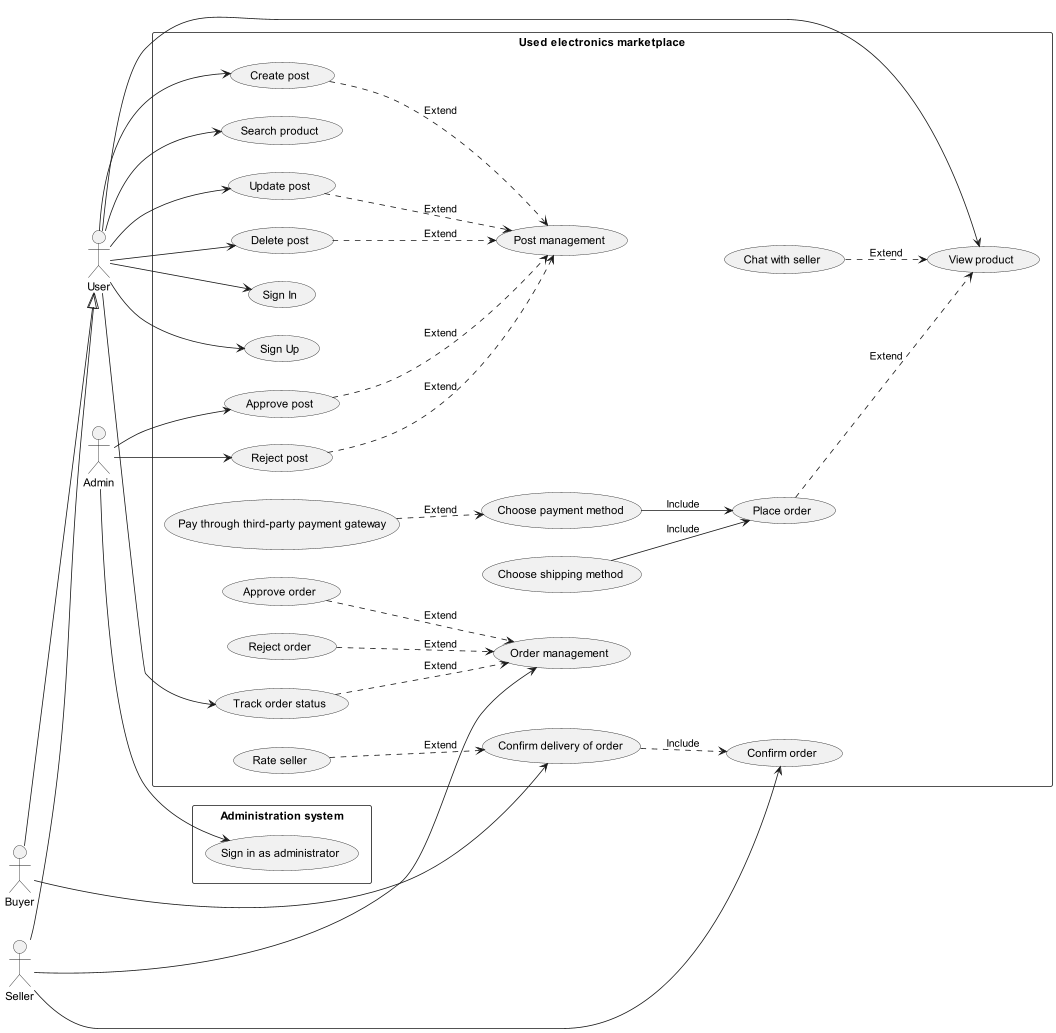 Used electronics marketplace
Create post
Extend
Search product
Update post
Extend
Delete post
Extend
Post management
Chat with seller
Extend
View product
User
Sign In
Sign Up
Extend
Extend
Extend
Approve post
Admin
Reject post
Pay through third-party payment gateway
Extend
Choose payment method
Include
Place order
Include
Choose shipping method
Approve order
Extend
Reject order
Extend
Order management
Extend
Track order status
Rate seller
Extend
Confirm delivery of order
Include
Confirm order
Administration system
Sign in as administrator
Buyer
Seller